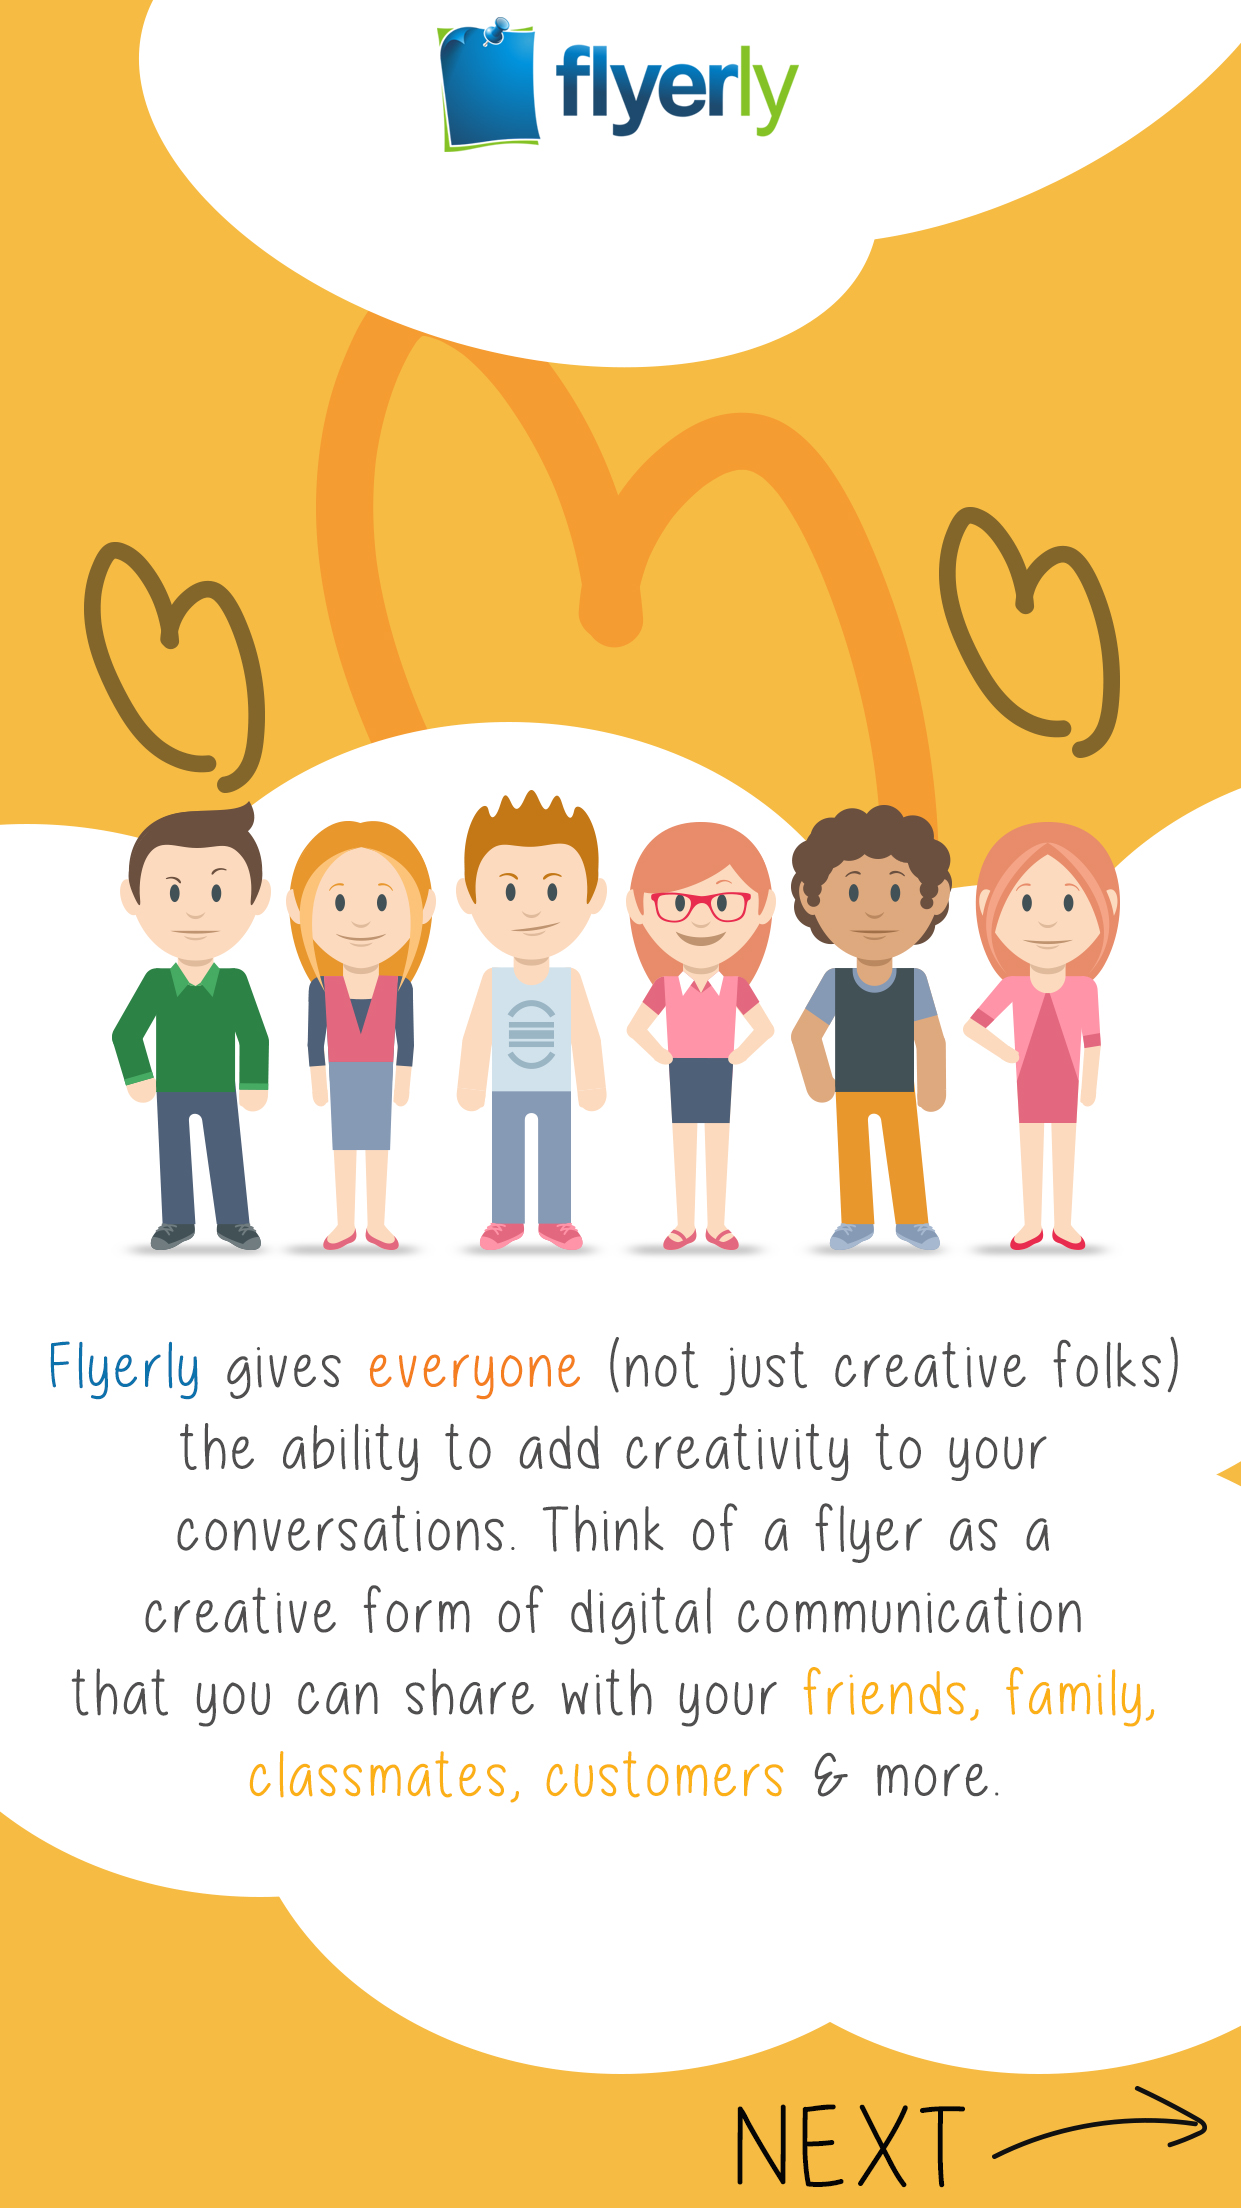 flyerly
Flyerly gives everyone (not just creative folks)
the ability to add creativity to your
conversations. Think of a flyer as a
creative form of digital communication
that you can share with your friends, family,
classmates, customers & more.
NEXT